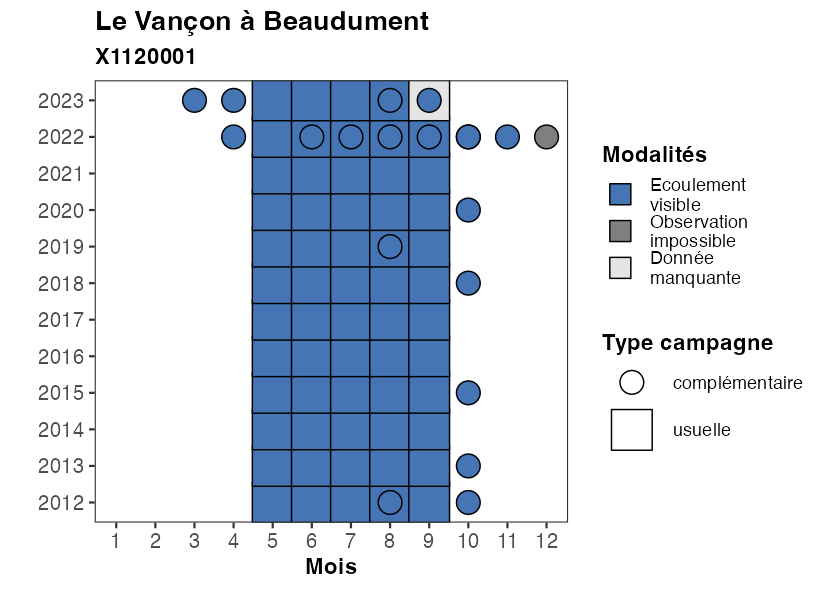 Le Vançon à Beaudument
X1120001
2023
2022
2021
2020
2019
2018
2017
2016
2015
2014
2013
2012
1 2 3 4 5 6 7 8 9 10 11 12
Mois
Modalités
Ecoulement
visible
Observation
impossible
Donnée
manquante
Type campagne
complémentaire
usuelle